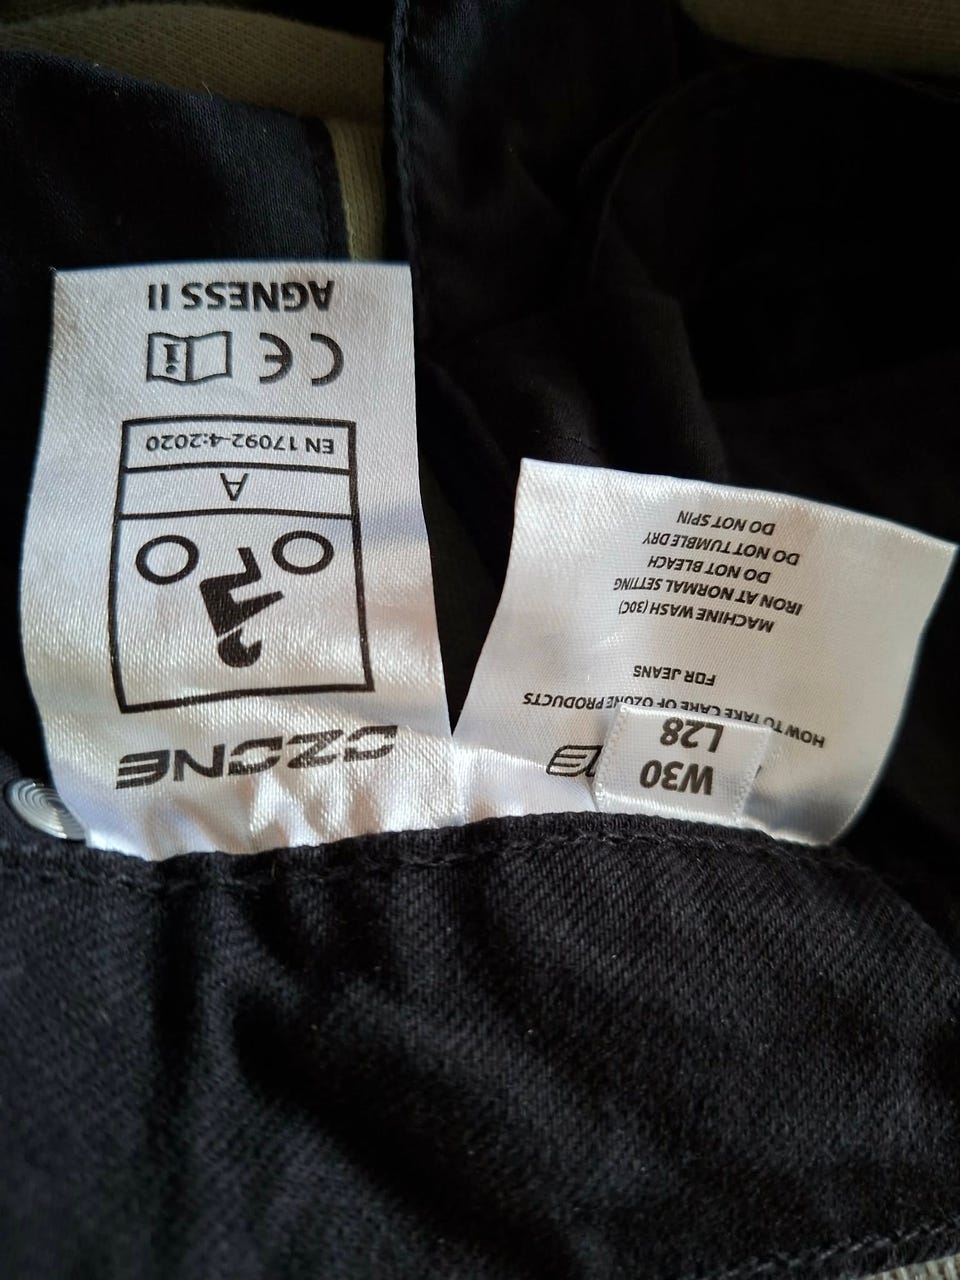 OZONE
A
EN 17092-4:2020
CE
AGNESS II
W30
L28
HOW TO TAKE CARE OF OZONE PRODUCTS
FOR JEANS
MACHINE WASH (30C)
IRON AT NORMAL SETTING
DO NOT BLEACH
DO NOT TUMBLE DRY
DO NOT SPIN